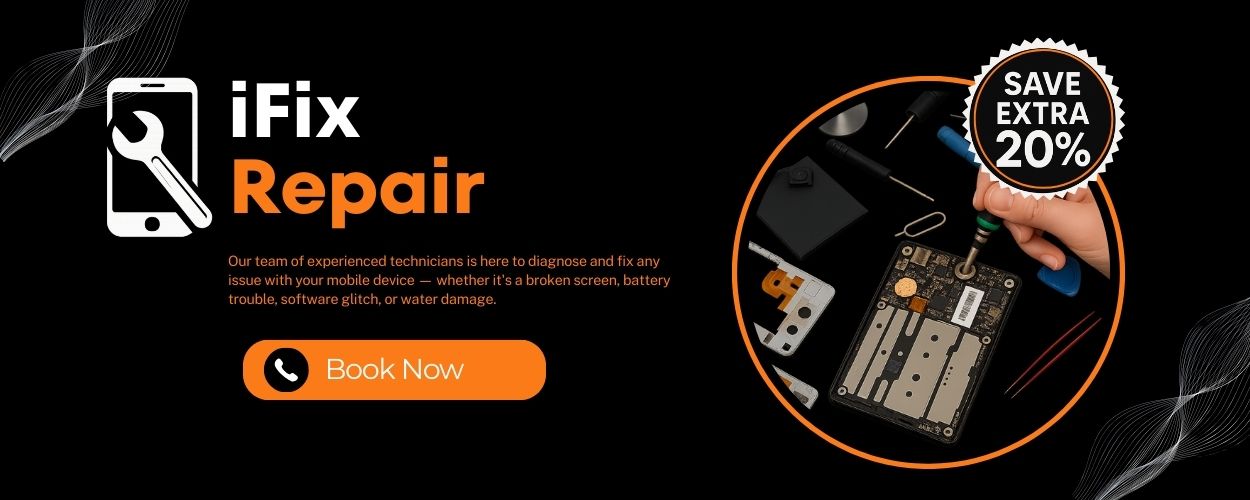 iFix
Repair
Our team of experienced technicians is here to diagnose and fix any
issue with your mobile device — whether it's a broken screen, battery
trouble, software glitch, or water damage.
Book Now
SAVE
EXTRA
20%